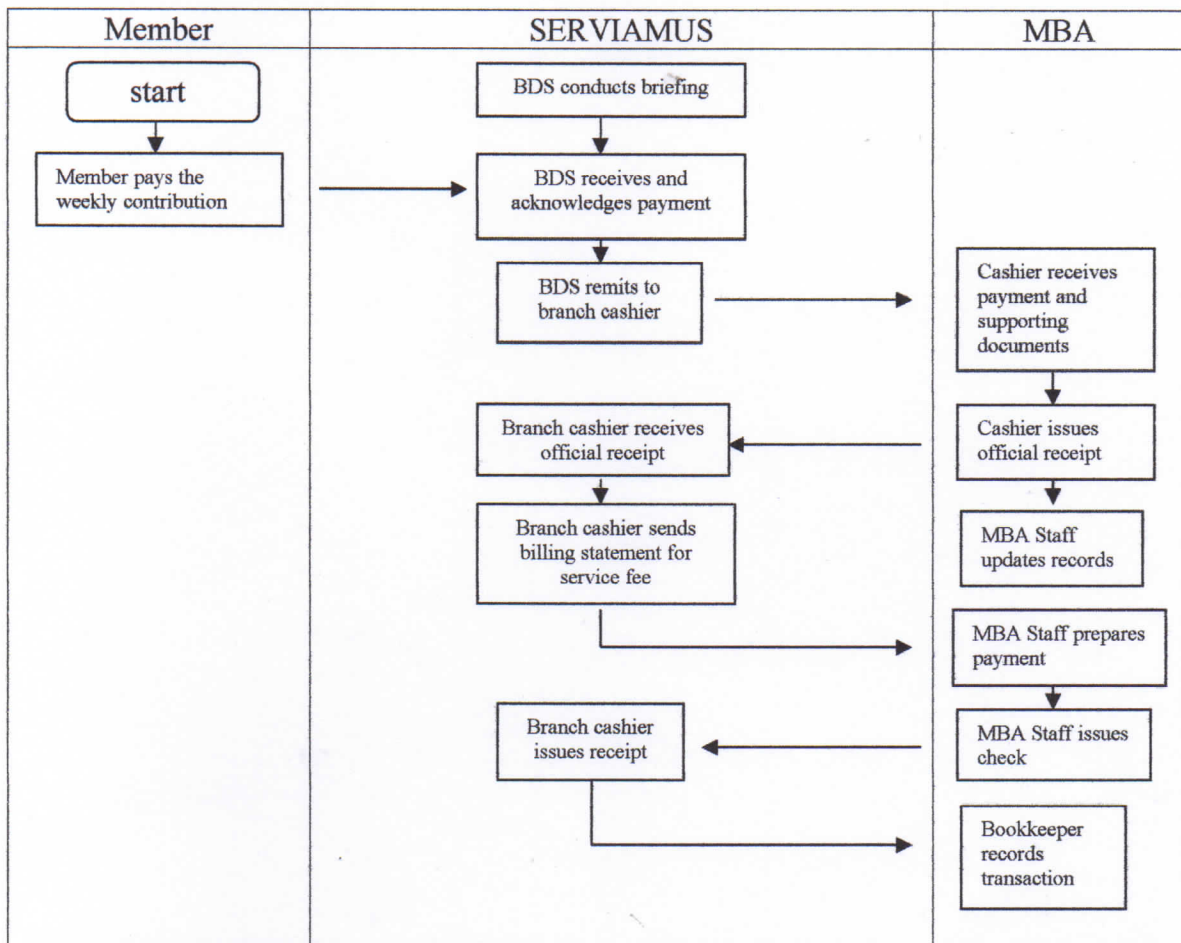 Member
SERVIAMUS
MBA
start
BDS conducts briefing
Member pays the
weekly contribution
BDS receives and
acknowledges payment
BDS remits to
branch cashier
Cashier receives
payment and
supporting
documents
Branch cashier receives
official receipt
Cashier issues
official receipt
Branch cashier sends
billing statement for
service fee
MBA Staff
updates records
MBA Staff prepares
payment
Branch cashier
issues receipt
MBA Staff issues
check
Bookkeeper
records
transaction